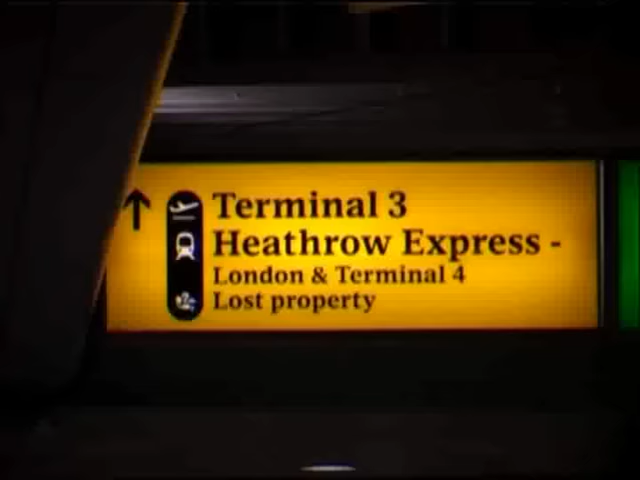 Terminal 3
Heathrow Express -
London & Terminal 4
Lost property